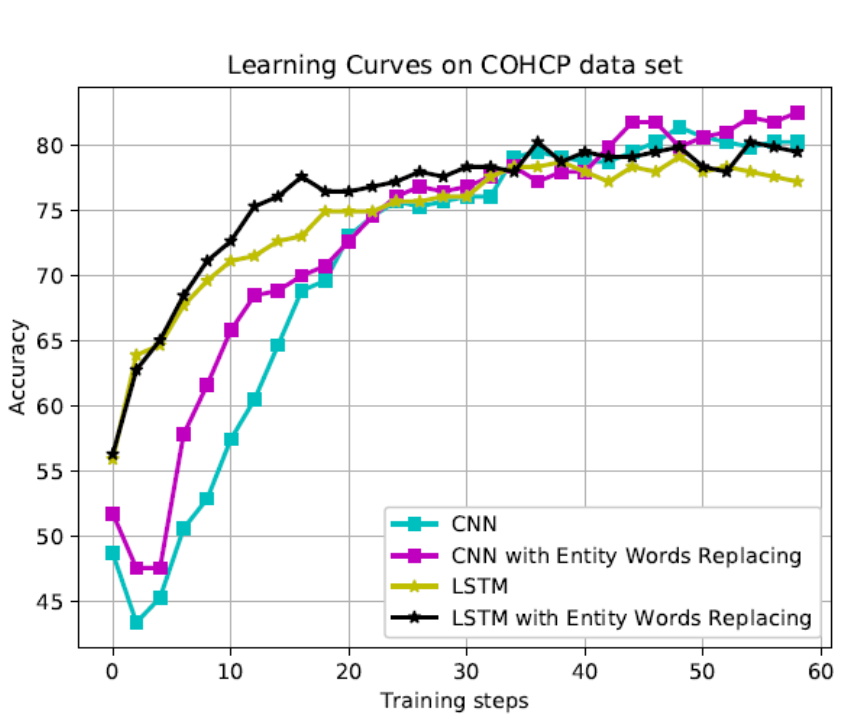 Learning Curves on COHCP data set
80
75
70
65
60
55
50
45
Accuracy
CNN
CNN with Entity Words Replacing
LSTM
LSTM with Entity Words Replacing
0 10 20 30 40 50 60
Training steps